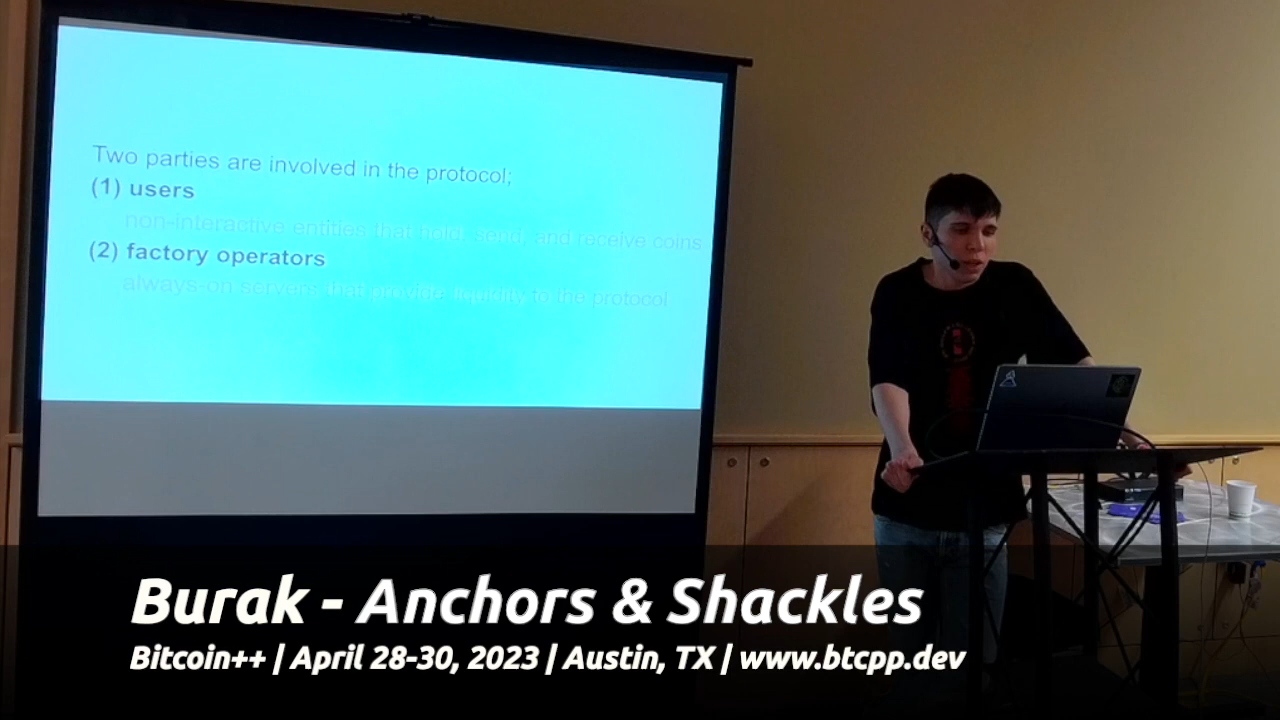 Two parties are involved in the protocol;
(1) users
non-interactive entities that hold, send, and receive coins
(2) factory operators
always-on servers that provide liquidity to the protocol
Burak - Anchors & Shackles
Bitcoin++ | April 28-30, 2023 | Austin, TX | www.btcpp.dev